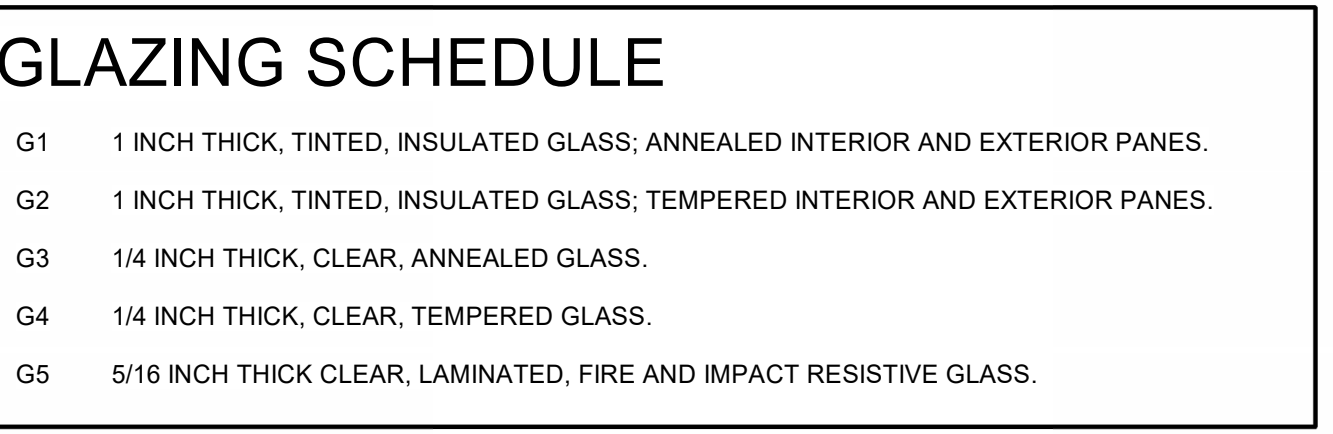 GLAZING SCHEDULE
G1 1 INCH THICK, TINTED, INSULATED GLASS; ANNEALED INTERIOR AND EXTERIOR PANES.
G2 1 INCH THICK, TINTED, INSULATED GLASS; TEMPERED INTERIOR AND EXTERIOR PANES.
G3 1/4 INCH THICK, CLEAR, ANNEALED GLASS.
G4 1/4 INCH THICK, CLEAR, TEMPERED GLASS.
G5 5/16 INCH THICK CLEAR, LAMINATED, FIRE AND IMPACT RESISTIVE GLASS.